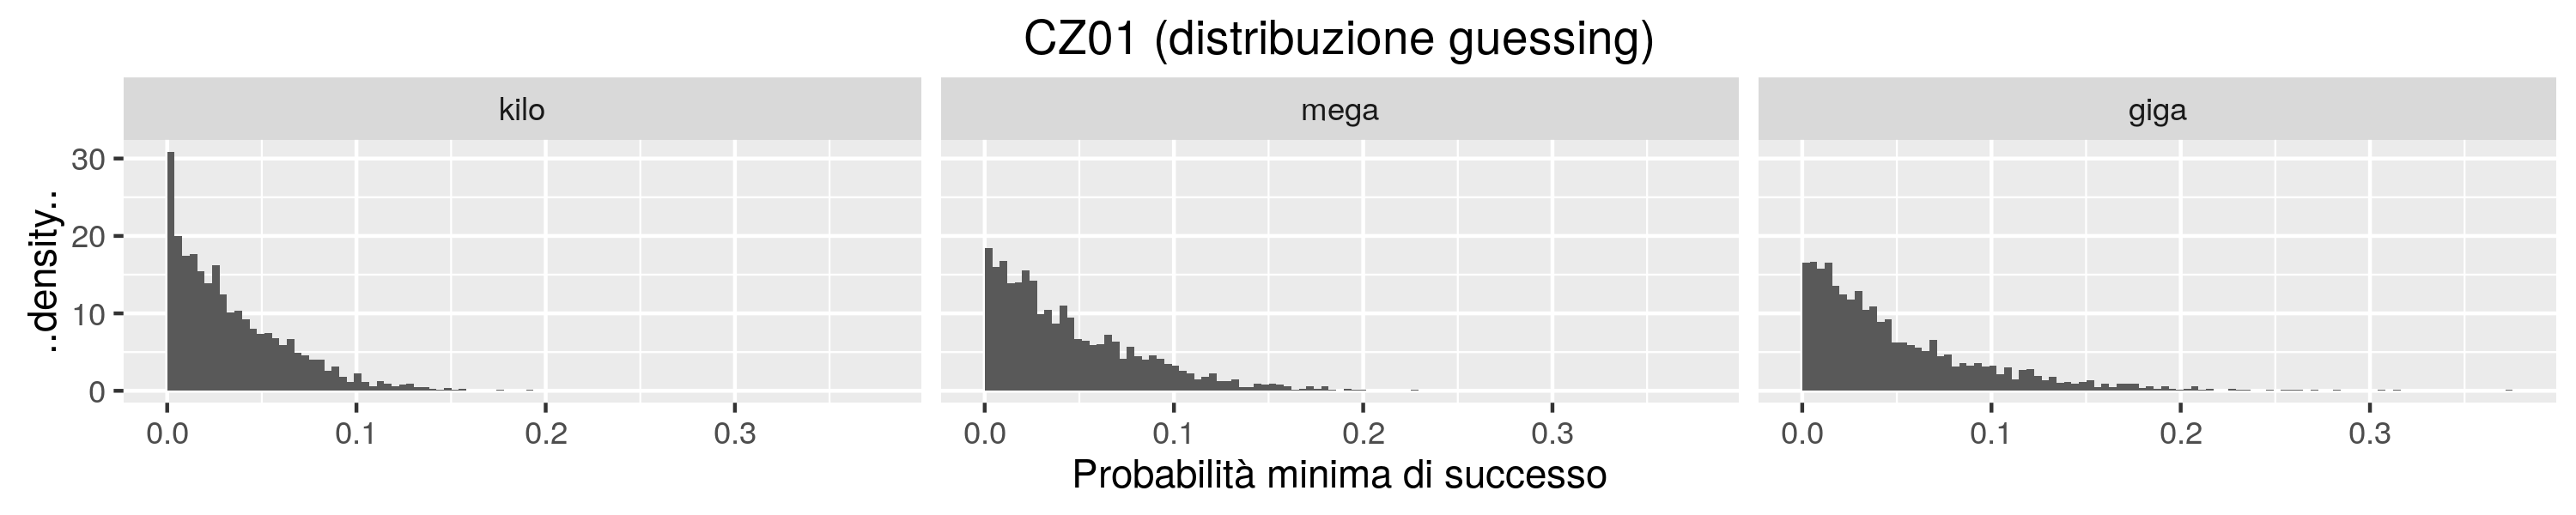 CZ01 (distribuzione guessing)
kilo mega giga
..density..
30
20
10
0
0.0 0.1 0.2 0.3 0.0 0.1 0.2 0.3 0.0 0.1 0.2 0.3
Probabilità minima di successo